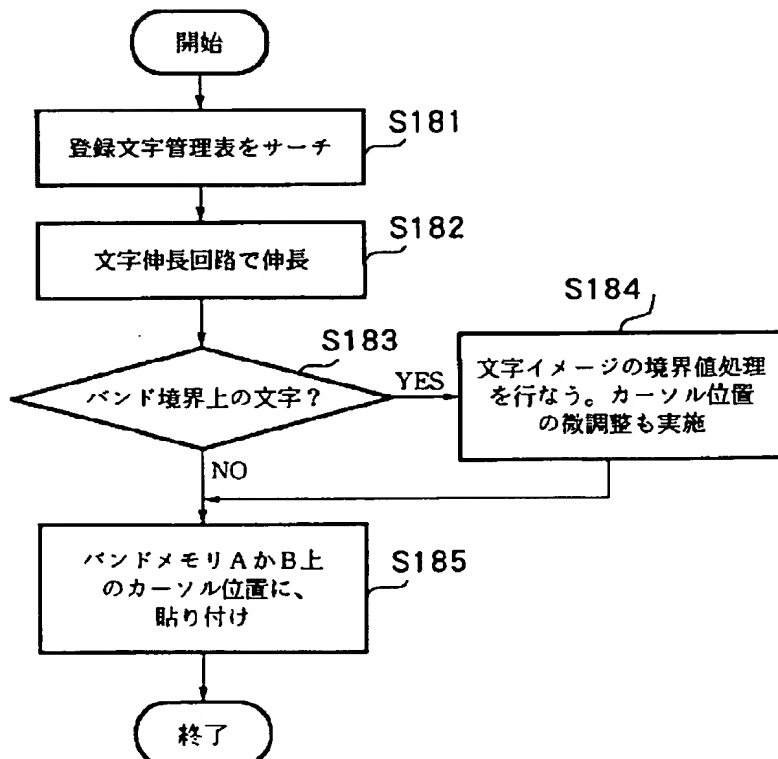 開始
登録文字管理表をサーチ
S181
文字伸長回路で伸長
S182
バンド境界上の文字？
S183
YES
文字イメージの境界値処理
を行なう。カーソル位置
の微調整も実施
S184
NO
バンドメモリAかB上
のカーソル位置に、
貼り付け
S185
終了